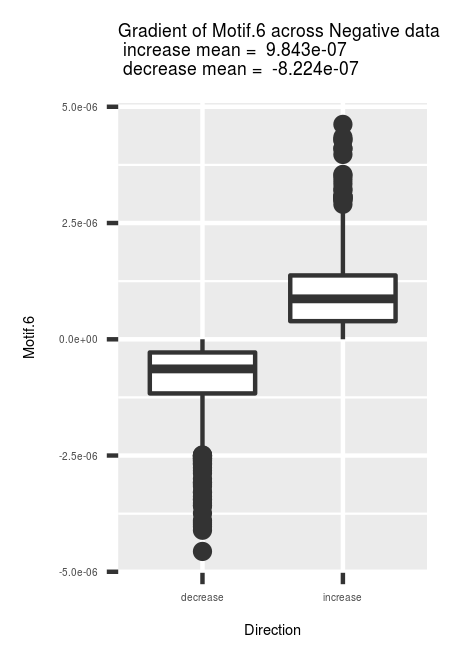 Gradient of Motif.6 across Negative data
increase mean =  9.843e-07
decrease mean =  -8.224e-07
5.0e-06
2.5e-06
0.0e+00
-2.5e-06
-5.0e-06
Motif.6
decrease increase
Direction